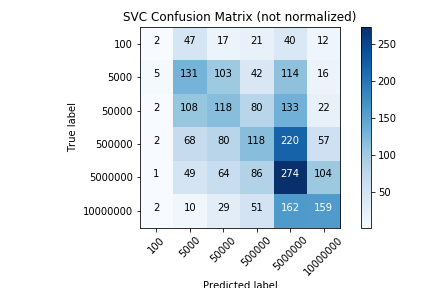 SVC Confusion Matrix (not normalized)
100 2 47 17 21 40 12
5000 5 131 103 42 114 16
50000 2 108 118 80 133 22
500000 2 68 80 118 220 57
5000000 1 49 64 86 274 104
10000000 2 10 29 51 162 159
True label
100 5000 50000 500000 5000000 10000000
Predicted label
250
200
150
100
50